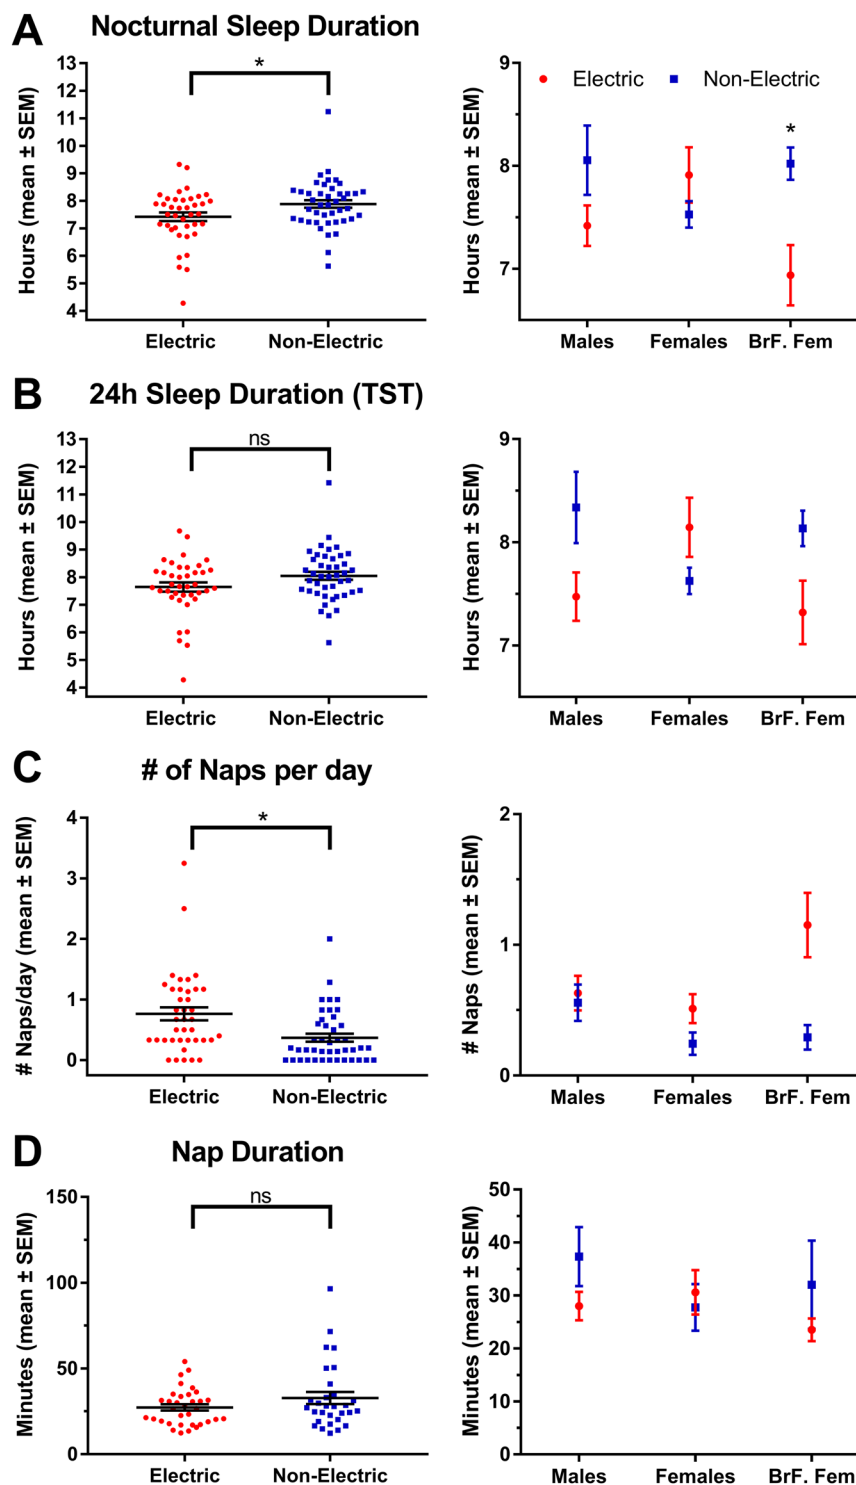 A Nocturnal Sleep Duration
Hours (mean ± SEM)
13
12
11
10
9
8
7
6
5
4
*
Electric Non-Electric
Hours (mean ± SEM)
9
8
7
Electric Non-Electric
*
Males Females BrF. Fem
B 24h Sleep Duration (TST)
Hours (mean ± SEM)
13
12
11
10
9
8
7
6
5
4
ns
Electric Non-Electric
Hours (mean ± SEM)
9
8
7
Males Females BrF. Fem
C # of Naps per day
# Naps/day (mean ± SEM)
4
3
2
1
0
*
Electric Non-Electric
# Naps (mean ± SEM)
2
1
0
Males Females BrF. Fem
D Nap Duration
Minutes (mean ± SEM)
150
100
50
0
ns
Electric Non-Electric
Minutes (mean ± SEM)
50
40
30
20
10
0
Males Females BrF. Fem